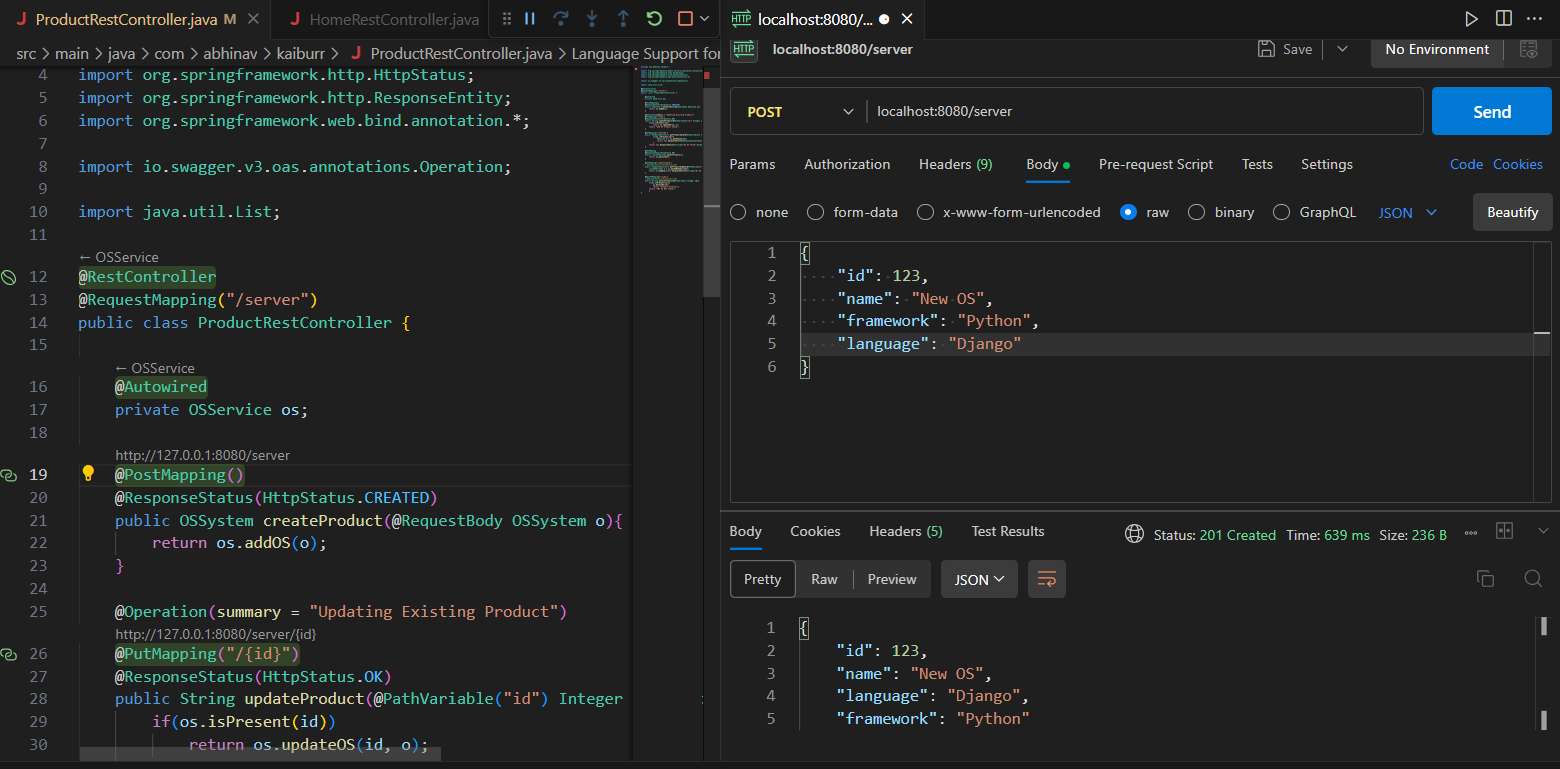 ProductRestController.java M
HomeRestController.java
src > main > java > com > abhinav > kaiburr > ProductRestController.java > Language Support for
4 import org.springframework.http.HttpStatus;
5 import org.springframework.http.ResponseEntity;
6 import org.springframework.web.bind.annotation.*;
7
8 import io.swagger.v3.oas.annotations.Operation;
9
10 import java.util.List;
11
← OSService
12 @RestController
13 @RequestMapping("/server")
14 public class ProductRestController {
15
← OSService
16 @Autowired
17 private OSService os;
18
http://127.0.0.1:8080/server
19 @PostMapping()
20 @ResponseStatus(HttpStatus.CREATED)
21 public OSSystem createProduct(@RequestBody OSSystem o){
22 return os.addOS(o);
23 }
24
25 @Operation(summary = "Updating Existing Product")
http://127.0.0.1:8080/server/{id}
26 @PutMapping("/{id}")
27 @ResponseStatus(HttpStatus.OK)
28 public String updateProduct(@PathVariable("id") Integer
29 if(os.isPresent(id))
30 return os.updateOS(id, o);
HTTP localhost:8080/...
HTTP localhost:8080/server
Save
No Environment
POST localhost:8080/server
Send
Params Authorization Headers (9) Body Pre-request Script Tests Settings Code Cookies
none form-data x-www-form-urlencoded raw binary GraphQL JSON Beautify
1 {
2 "id": 123,
3 "name": "New OS",
4 "framework": "Python",
5 "language": "Django"
6 }
Body Cookies Headers (5) Test Results Status: 201 Created Time: 639 ms Size: 236 B
Pretty Raw Preview JSON
1 {
2 "id": 123,
3 "name": "New OS",
4 "language": "Django",
5 "framework": "Python"